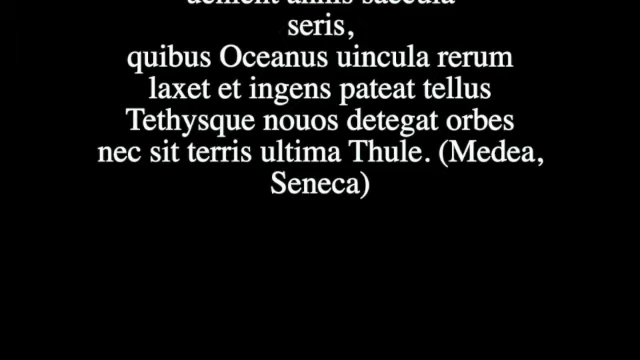 uenient annis saecula
seris,
quibus Oceanus uincula rerum
laxet et ingens pateat tellus
Tethysque nouos detegat orbes
nec sit terris ultima Thule. (Medea,
Seneca)